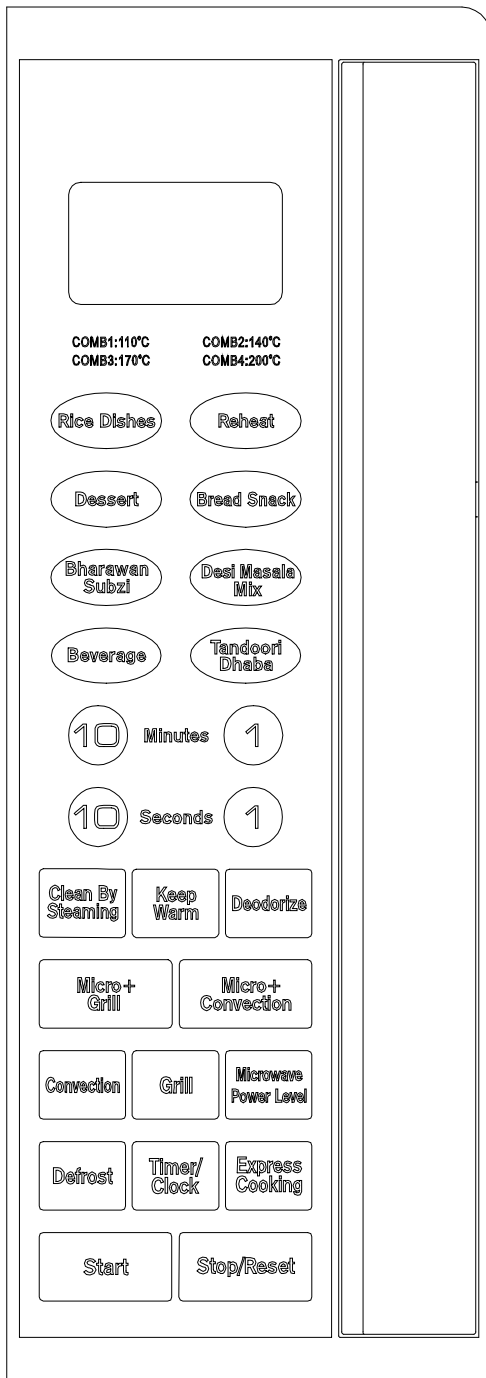 COMB1:110°C COMB2:140°C
COMB3:170°C COMB4:200°C
Rice Dishes
Reheat
Dessert
Bread Snack
Bharawan
Subzi
Desi Masala
Mix
Beverage
Tandoori
Dhaba
10 Minutes 1
10 Seconds 1
Clean By
Steaming
Keep
Warm
Deodorize
Micro+
Grill
Micro+
Convection
Convection
Grill
Microwave
Power Level
Defrost
Timer/
Clock
Express
Cooking
Start
Stop/Reset